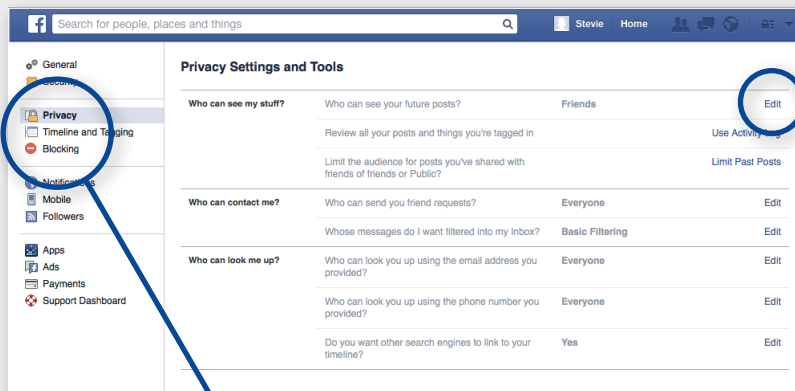 f Search for people, places and things Stevie Home
General
Security
Privacy
Timeline and Tagging
Blocking
Notifications
Mobile
Followers
Apps
Ads
Payments
Support Dashboard
Privacy Settings and Tools
Who can see my stuff? Who can see your future posts? Friends Edit
Review all your posts and things you're tagged in Use Activity Log
Limit the audience for posts you've shared with Limit Past Posts
friends of friends or Public?
Who can contact me? Who can send you friend requests? Everyone Edit
Whose messages do I want filtered into my Inbox? Basic Filtering Edit
Who can look me up? Who can look you up using the email address you Everyone Edit
provided?
Who can look you up using the phone number you Everyone Edit
provided?
Do you want other search engines to link to your Yes Edit
timeline?